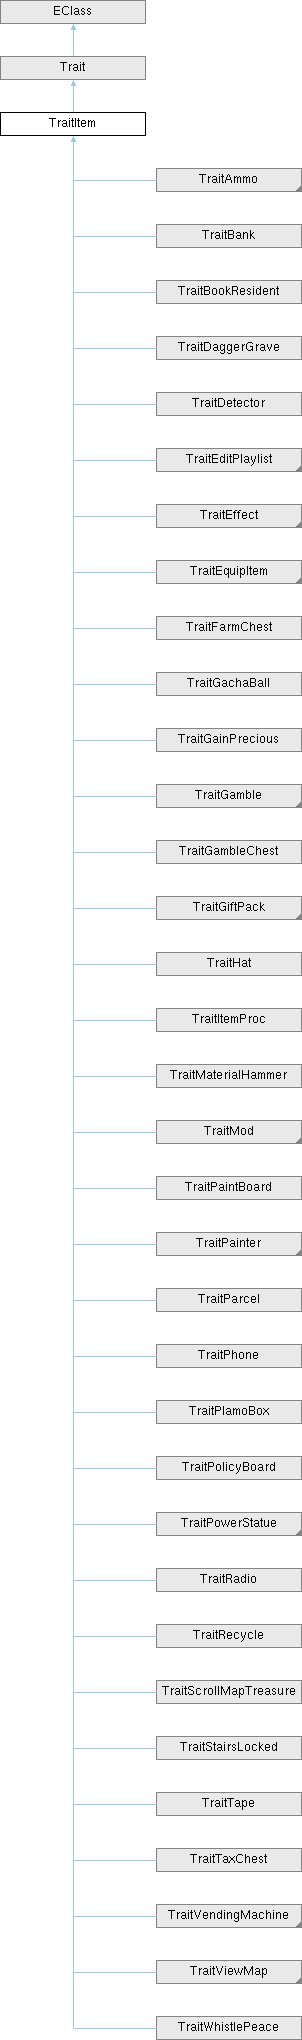 EClass
Trait
TraitItem
TraitAmmo
TraitBank
TraitBookResident
TraitDaggerGrave
TraitDetector
TraitEditPlaylist
TraitEffect
TraitEquipItem
TraitFarmChest
TraitGachaBall
TraitGainPrecious
TraitGamble
TraitGambleChest
TraitGiftPack
TraitHat
TraitItemProc
TraitMaterialHammer
TraitMod
TraitPaintBoard
TraitPainter
TraitParcel
TraitPhone
TraitPlamoBox
TraitPolicyBoard
TraitPowerStatue
TraitRadio
TraitRecycle
TraitScrollMapTreasure
TraitStairsLocked
TraitTape
TraitTaxChest
TraitVendingMachine
TraitViewMap
TraitWhistlePeace